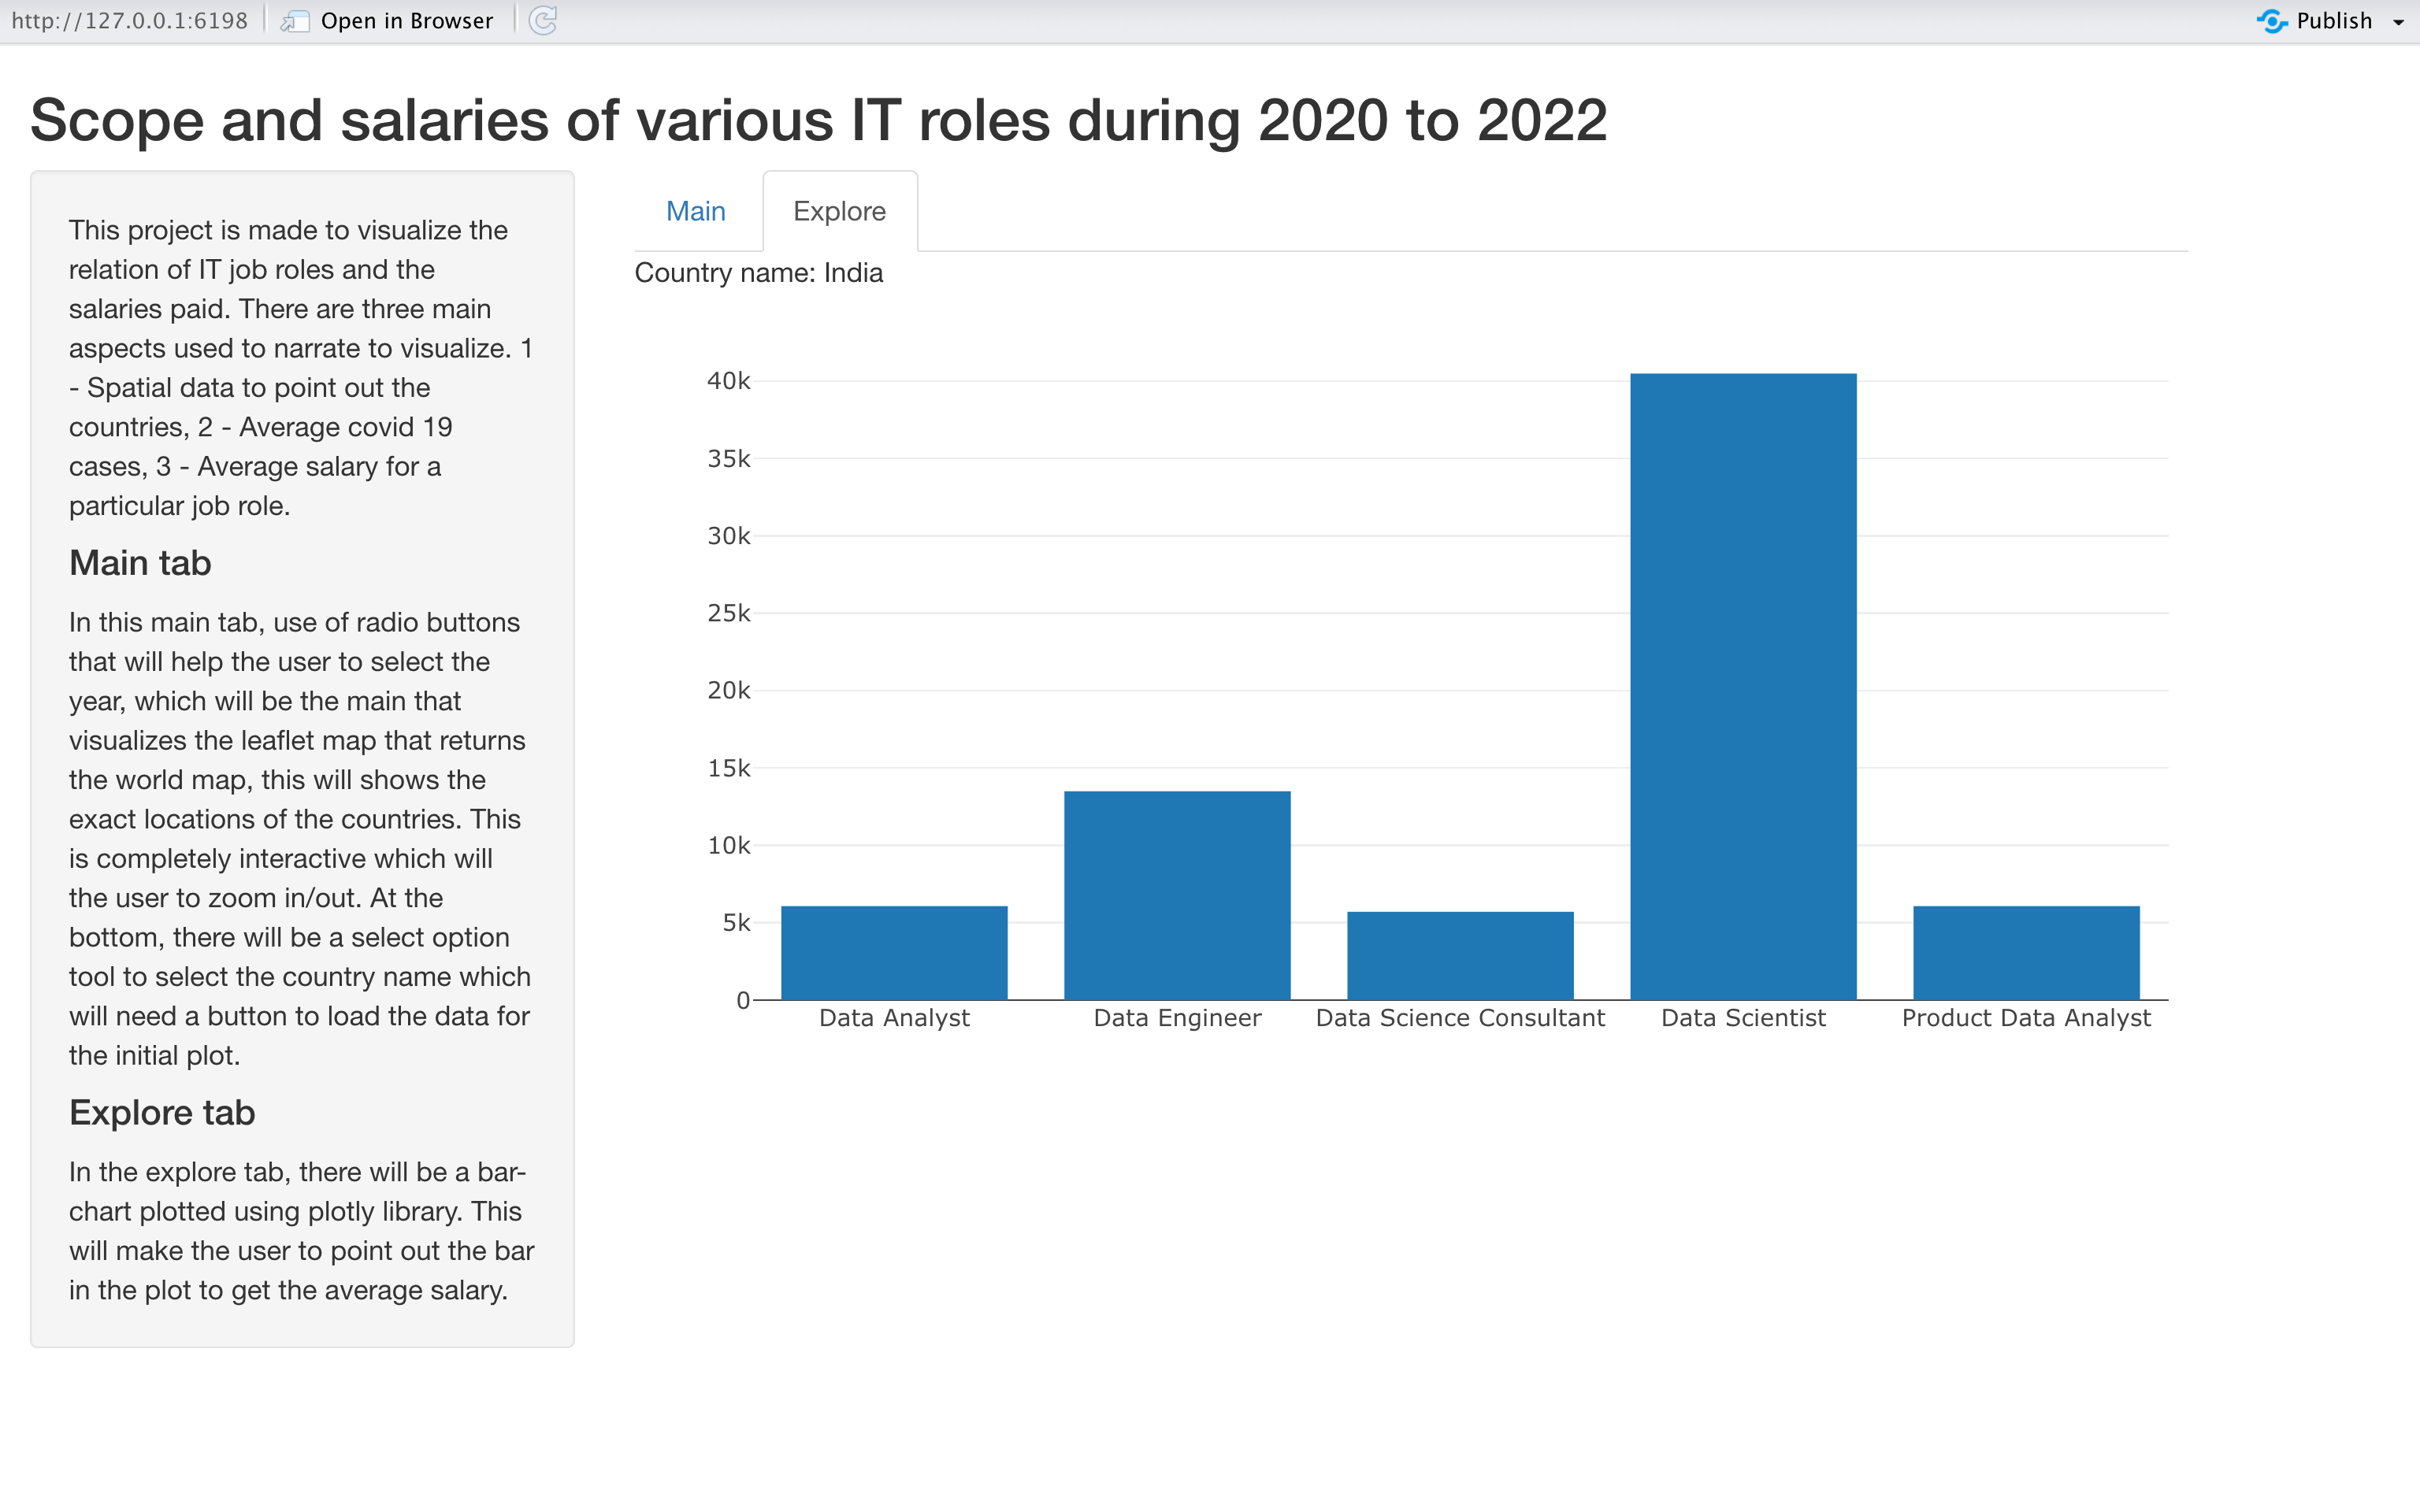 http://127.0.0.1:6198 Open in Browser Publish
Scope and salaries of various IT roles during 2020 to 2022
This project is made to visualize the
relation of IT job roles and the
salaries paid. There are three main
aspects used to narrate to visualize. 1
- Spatial data to point out the
countries, 2 - Average covid 19
cases, 3 - Average salary for a
particular job role.
Main tab
In this main tab, use of radio buttons
that will help the user to select the
year, which will be the main that
visualizes the leaflet map that returns
the world map, this will shows the
exact locations of the countries. This
is completely interactive which will
the user to zoom in/out. At the
bottom, there will be a select option
tool to select the country name which
will need a button to load the data for
the initial plot.
Explore tab
In the explore tab, there will be a bar-
chart plotted using plotly library. This
will make the user to point out the bar
in the plot to get the average salary.
Main Explore
Country name: India
40k
35k
30k
25k
20k
15k
10k
5k
0
Data Analyst Data Engineer Data Science Consultant Data Scientist Product Data Analyst